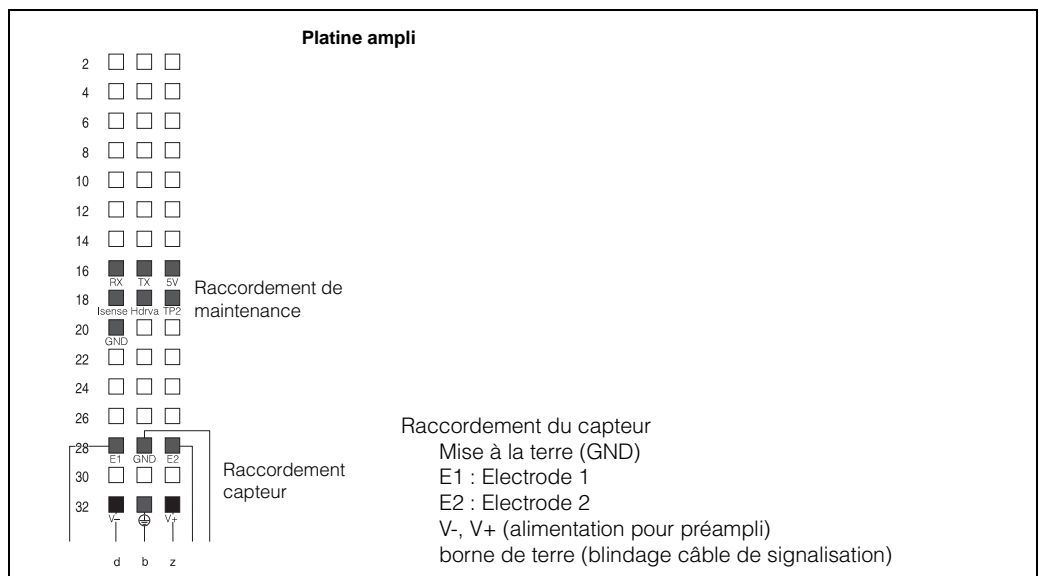 Platine ampli
2
4
6
8
10
12
14
16
RX TX 5V
Raccordement de
maintenance
18
Isense Hdrva TP2
20
GND
22
24
26
28
E1 GND E2
30
Raccordement
capteur
32
V- V+
d b z
Raccordement du capteur
Mise à la terre (GND)
E1 : Electrode 1
E2 : Electrode 2
V-, V+ (alimentation pour préampli)
borne de terre (blindage câble de signalisation)